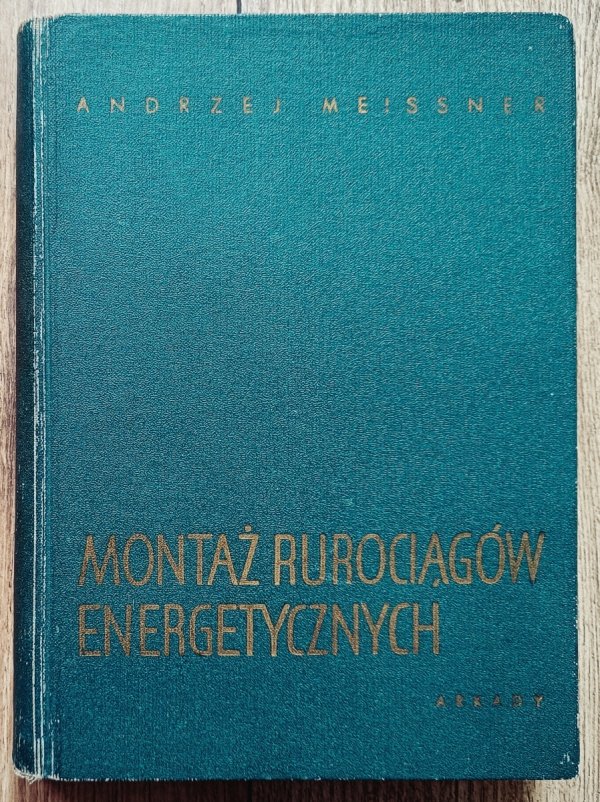 ANDRZEJ MEISSNER
MONTAŻ RUROCIĄGÓW
ENERGETYCZNYCH
ARKADY